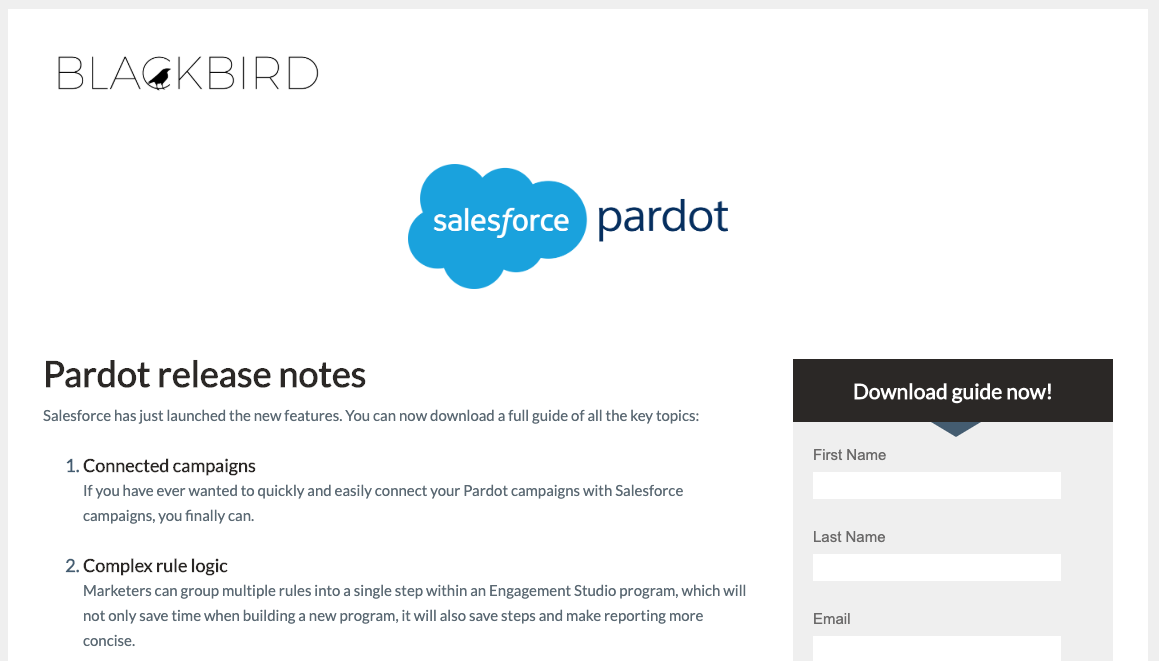 BLACKBIRD
salesforce pardot
Pardot release notes
Salesforce has just launched the new features. You can now download a full guide of all the key topics:
1. Connected campaigns
If you have ever wanted to quickly and easily connect your Pardot campaigns with Salesforce
campaigns, you finally can.
2. Complex rule logic
Marketers can group multiple rules into a single step within an Engagement Studio program, which will
not only save time when building a new program, it will also save steps and make reporting more
concise.
Download guide now!
First Name
Last Name
Email